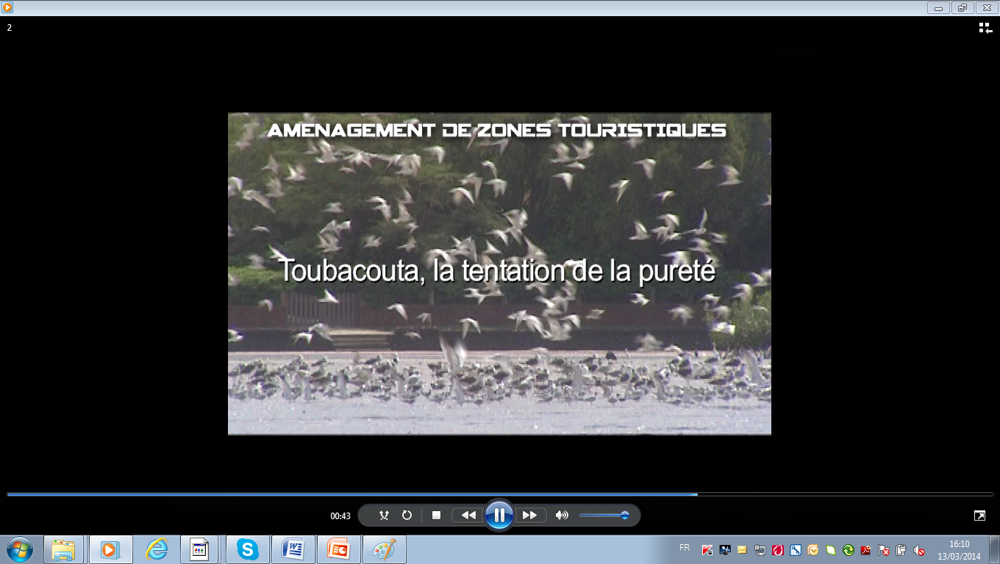 2
AMENAGEMENT DE ZONES TOURISTIQUES
Toubacouta, la tentation de la pureté
00:43
FR
16:10
13/03/2014